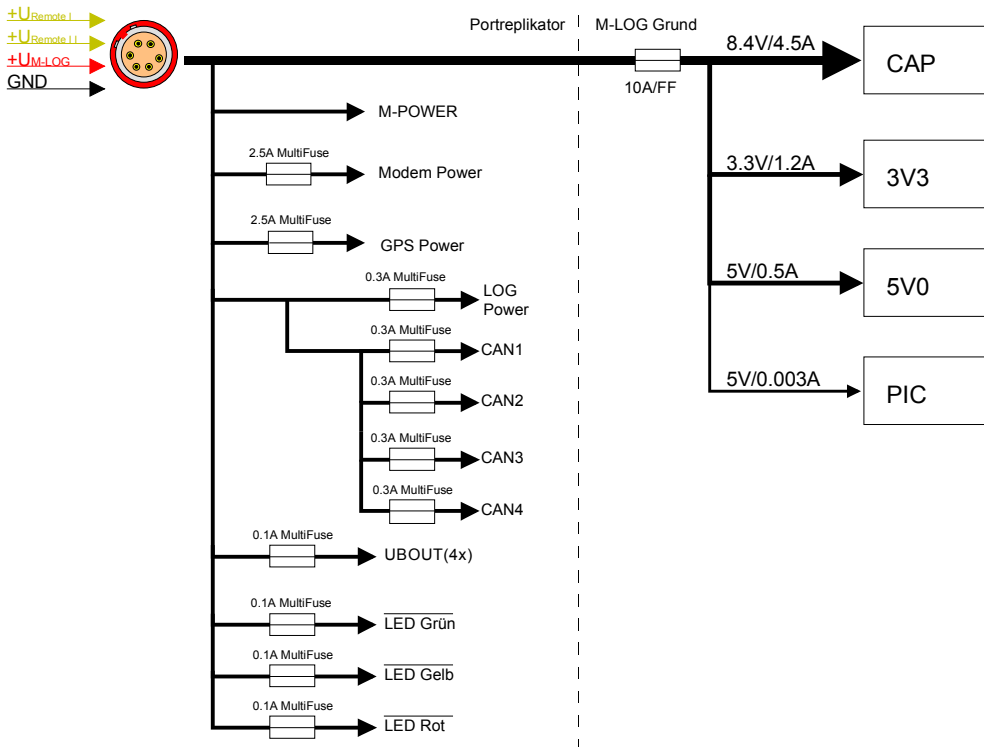 +URemote I
+URemote I I
+UM-LOG
GND
Portreplikator
M-LOG Grund
10A/FF
8.4V/4.5A
CAP
3.3V/1.2A
3V3
5V/0.5A
5V0
5V/0.003A
PIC
M-POWER
2.5A MultiFuse
Modem Power
2.5A MultiFuse
GPS Power
0.3A MultiFuse
LOG
Power
0.3A MultiFuse
CAN1
0.3A MultiFuse
CAN2
0.3A MultiFuse
CAN3
0.3A MultiFuse
CAN4
0.1A MultiFuse
UBOUT(4x)
0.1A MultiFuse
LED Grün
0.1A MultiFuse
LED Gelb
0.1A MultiFuse
LED Rot